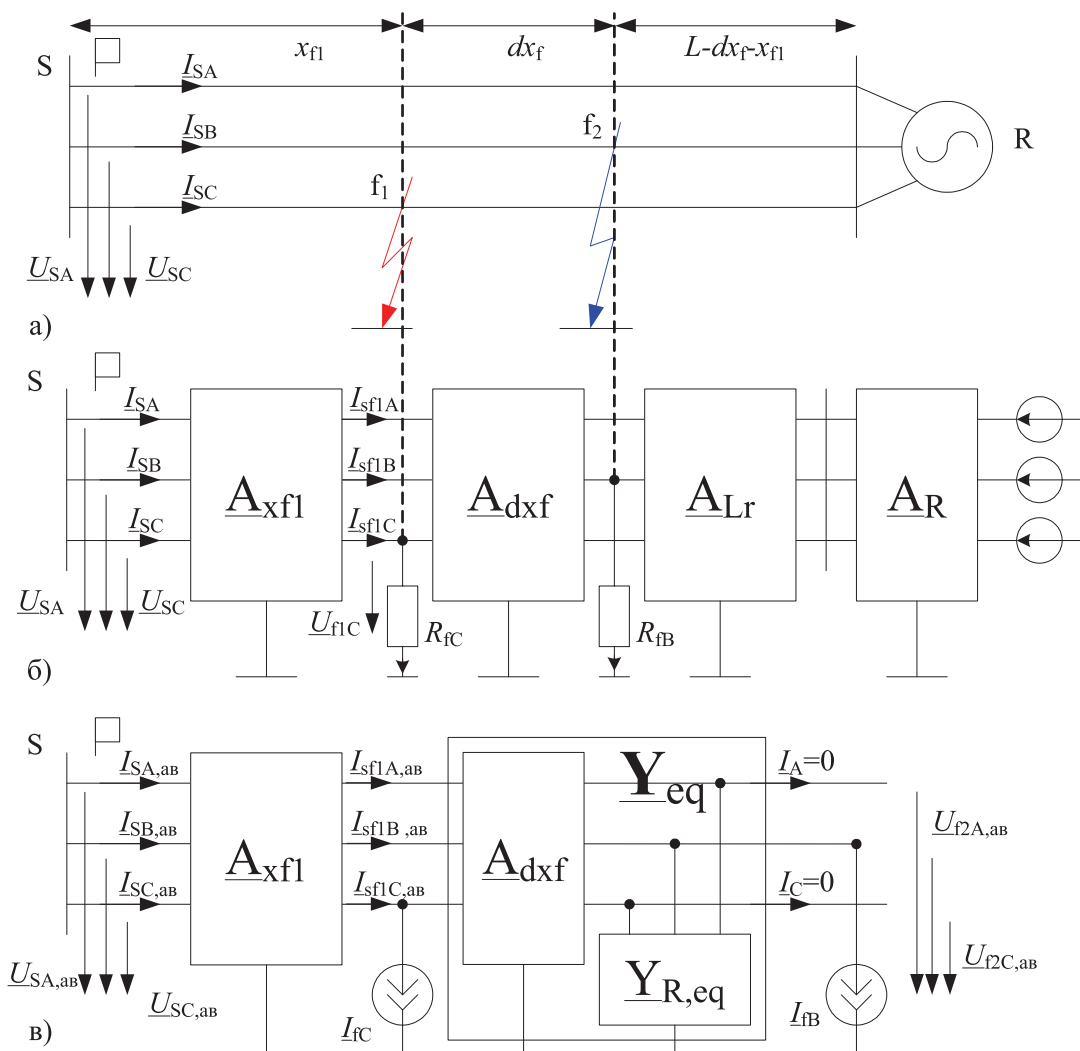 x_f1 dx_f L-dx_f-x_f1
S I_SA
I_SB f_2 R
I_SC f_1
U_SA U_SC
а)
S I_SA I_sf1A
I_SB I_sf1B
I_SC I_sf1C
A_xf1 A_dxf A_Lr A_R
U_SA U_SC U_f1C R_fC R_fB
б)
S I_SA,ав I_sf1A,ав Y_eq I_A=0
I_SB,ав I_sf1B,ав U_f2A,ав
A_xf1 A_dxf
I_SC,ав I_sf1C,ав I_C=0
U_SA,ав U_f2C,ав
U_SC,ав Y_R,eq
в) I_fC I_fB